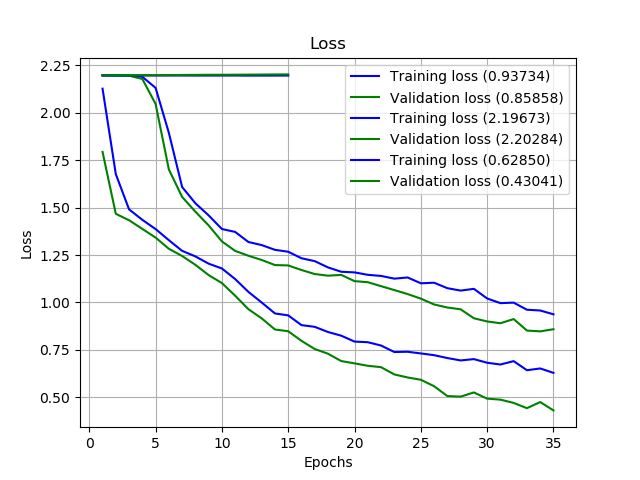 Loss
2.25
2.00
1.75
1.50
1.25
1.00
0.75
0.50
Loss
Training loss (0.93734)
Validation loss (0.85858)
Training loss (2.19673)
Validation loss (2.20284)
Training loss (0.62850)
Validation loss (0.43041)
0 5 10 15 20 25 30 35
Epochs